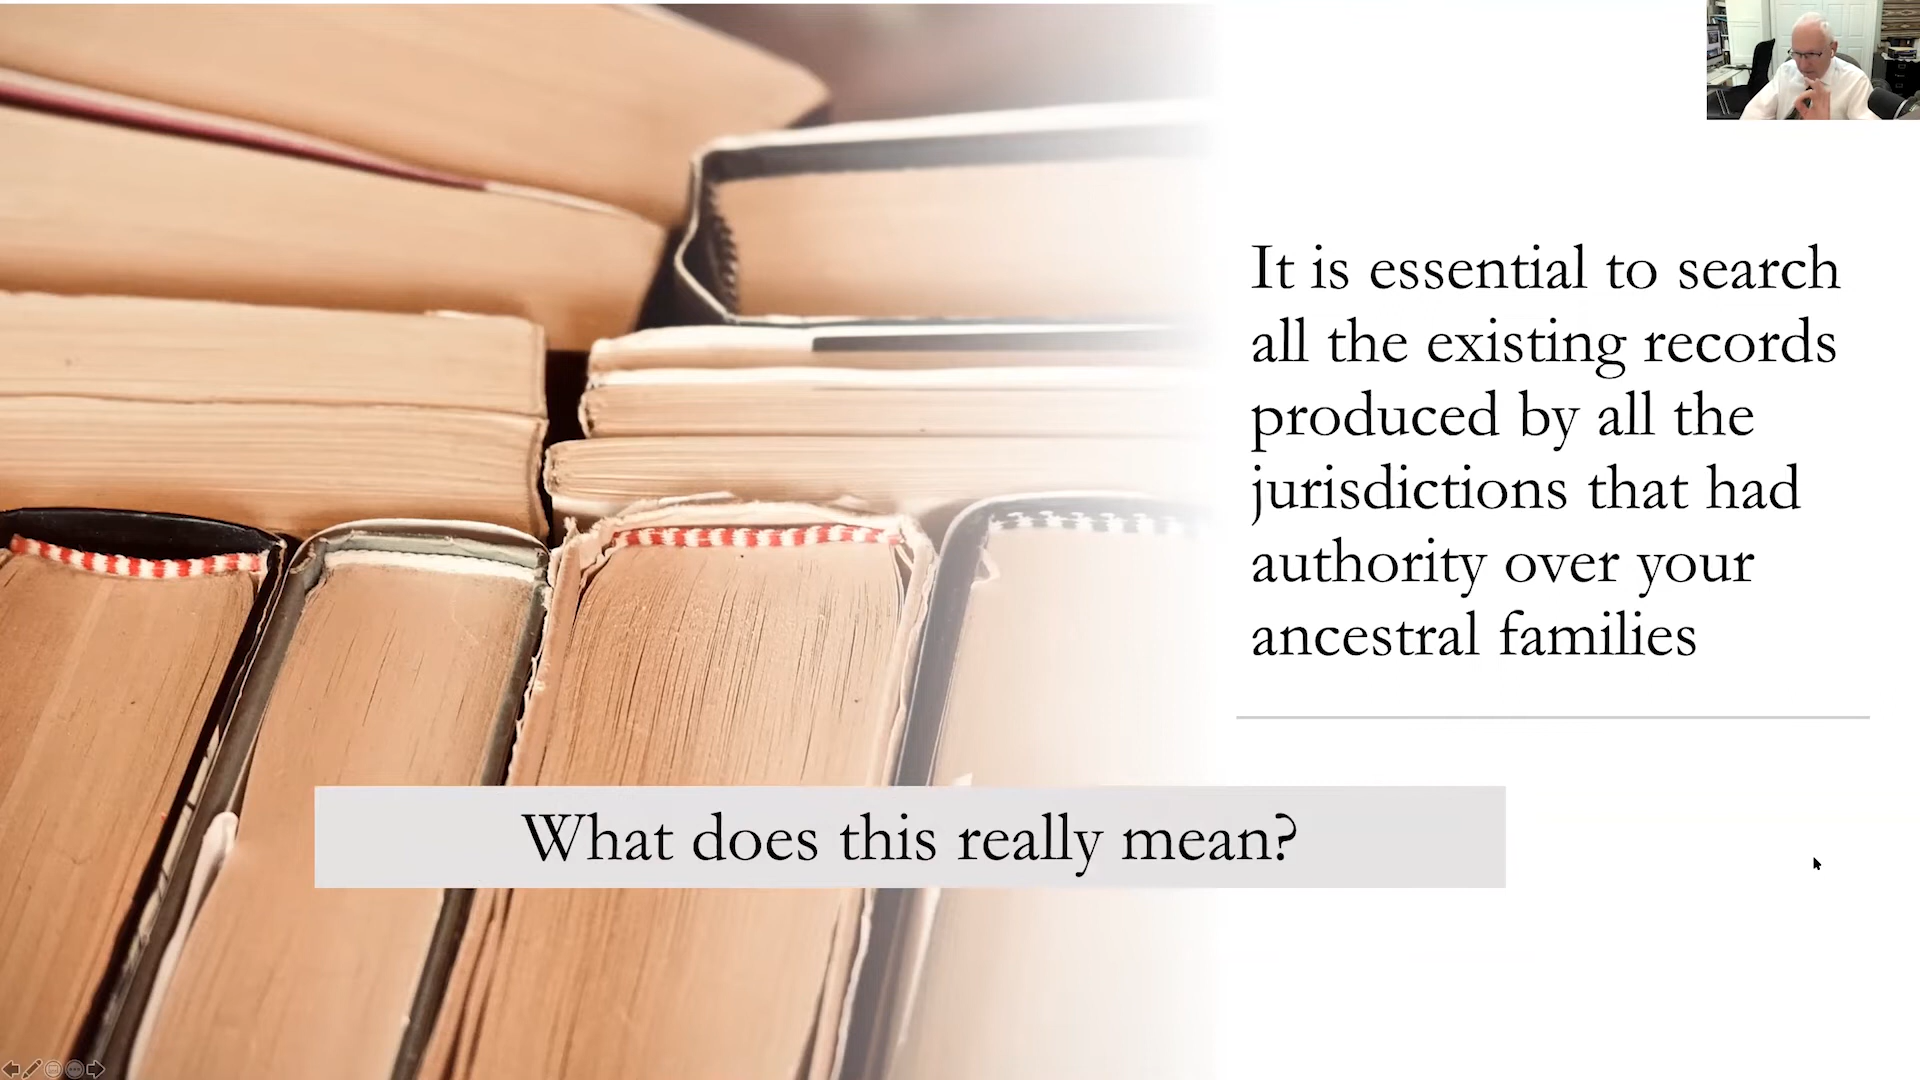 It is essential to search
all the existing records
produced by all the
jurisdictions that had
authority over your
ancestral families
What does this really mean?